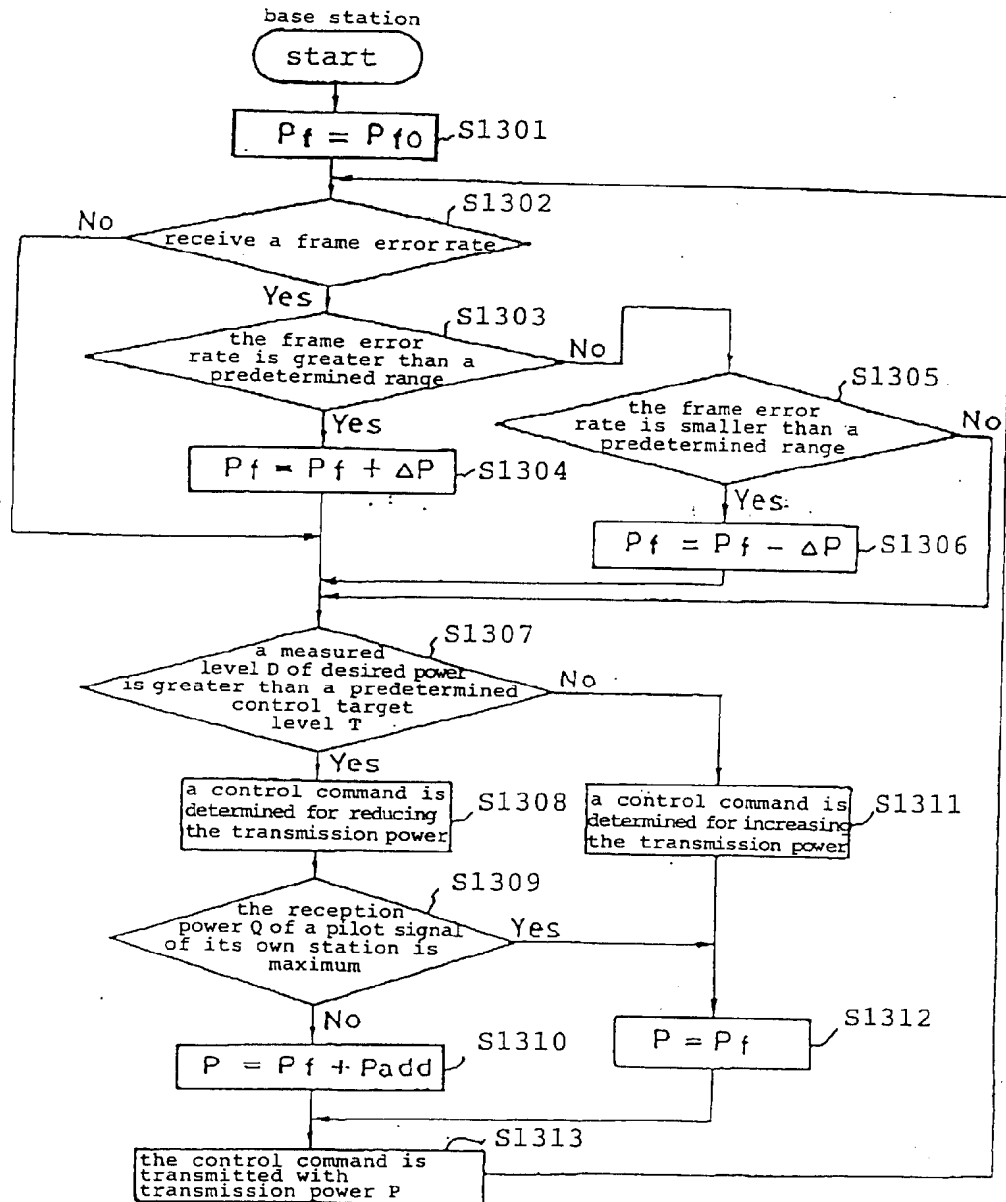 base station
start
Pf = Pfo
S1301
S1302
No
receive a frame error rate
Yes
S1303
the frame error
rate is greater than a
predetermined range
No
S1305
the frame error
rate is smaller than a
predetermined range
No
Yes
Pf = Pf + ΔP
S1304
Yes
Pf = Pf - ΔP
S1306
S1307
a measured
level D of desired power
is greater than a predetermined
control target
level T
No
Yes
a control command is
determined for reducing
the transmission power
S1308
a control command is
determined for increasing
the transmission power
S1311
S1309
the reception
power Q of a pilot signal
of its own station is
maximum
Yes
No
S1310
P = Pf + Padd
S1312
P = Pf
S1313
the control command is
transmitted with
transmission power P